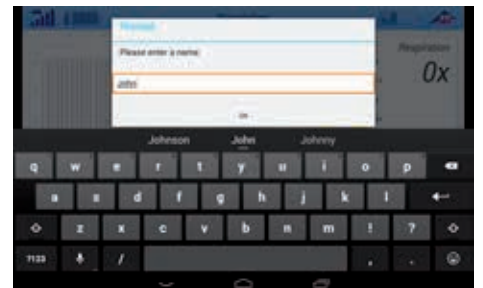 Respiration
Please enter a name:
0x
John
OK
Johnson John Johnny
q w e r t y u i o p
a s d f g h j k l
z x c v b n m ! ?
?123 / , .